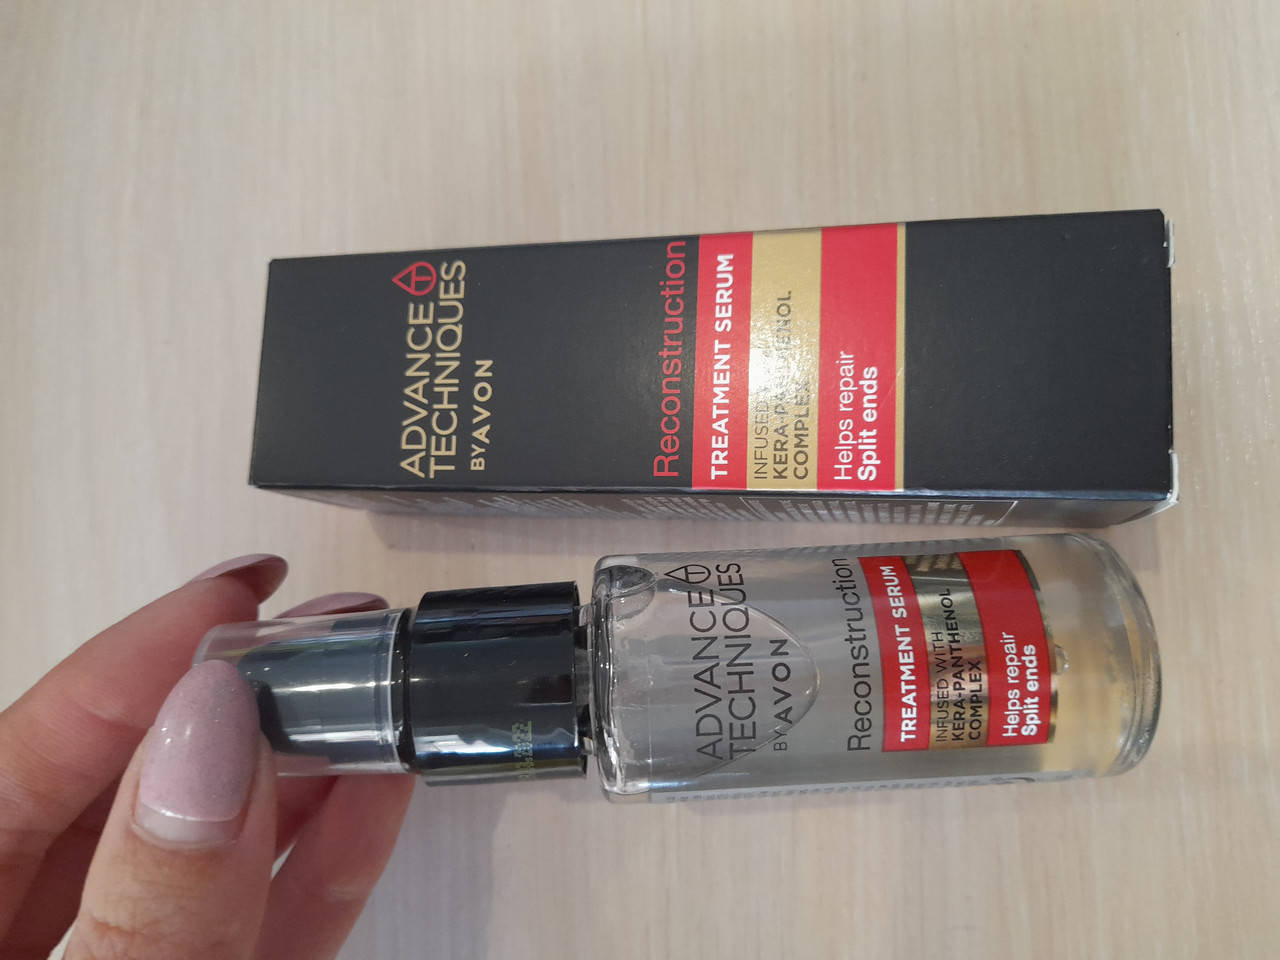 ADVANCE
TECHNIQUES
BY AVON
Reconstruction
TREATMENT SERUM
INFUSED
KERA-PANTHENOL
COMPLEX
Helps repair
Split ends
ADVANCE
TECHNIQUES
BY AVON
Reconstruction
TREATMENT SERUM
INFUSED WITH
KERA-PANTHENOL
COMPLEX
Helps repair
Split ends